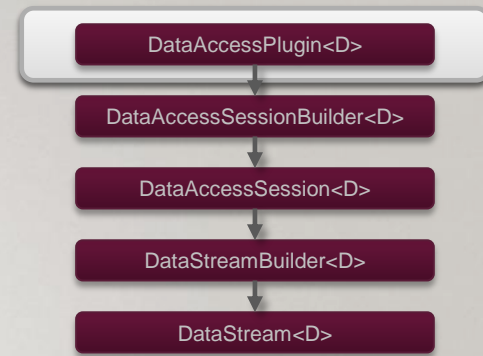 DataAccessPlugin<D>
DataAccessSessionBuilder<D>
DataAccessSession<D>
DataStreamBuilder<D>
DataStream<D>